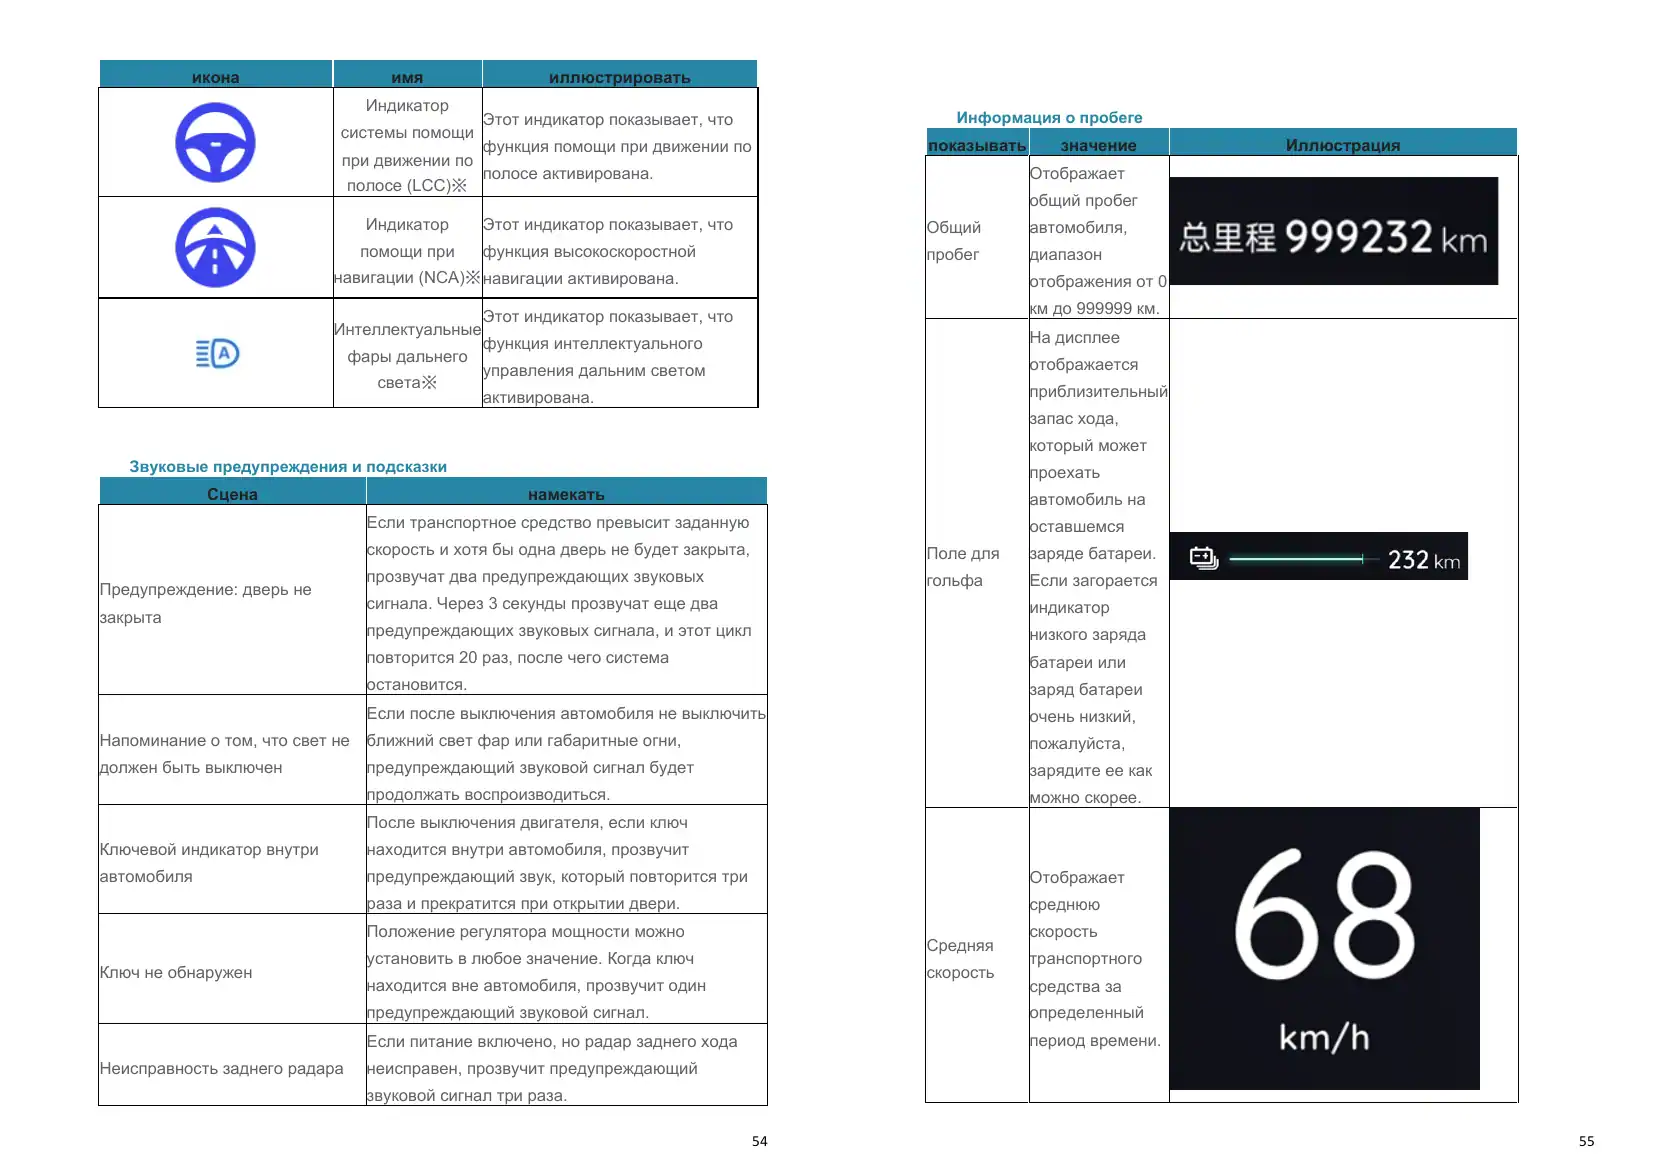 икона имя иллюстрировать
Индикатор
системы помощи
при движении по
полосе (LCC)※
Этот индикатор показывает, что
функция помощи при движении по
полосе активирована.
Индикатор
помощи при
навигации (NCA)※
Этот индикатор показывает, что
функция высокоскоростной
навигации активирована.
A
Интеллектуальные
фары дальнего
света※
Этот индикатор показывает, что
функция интеллектуального
управления дальним светом
активирована.
Звуковые предупреждения и подсказки
Сцена намекать
Предупреждение: дверь не
закрыта
Если транспортное средство превысит заданную
скорость и хотя бы одна дверь не будет закрыта,
прозвучат два предупреждающих звуковых
сигнала. Через 3 секунды прозвучат еще два
предупреждающих звуковых сигнала, и этот цикл
повторится 20 раз, после чего система
остановится.
Напоминание о том, что свет не
должен быть выключен
Если после выключения автомобиля не выключить
ближний свет фар или габаритные огни,
предупреждающий звуковой сигнал будет
продолжать воспроизводиться.
Ключевой индикатор внутри
автомобиля
После выключения двигателя, если ключ
находится внутри автомобиля, прозвучит
предупреждающий звук, который повторится три
раза и прекратится при открытии двери.
Ключ не обнаружен
Положение регулятора мощности можно
установить в любое значение. Когда ключ
находится вне автомобиля, прозвучит один
предупреждающий звуковой сигнал.
Неисправность заднего радара
Если питание включено, но радар заднего хода
неисправен, прозвучит предупреждающий
звуковой сигнал три раза.
54
Информация о пробеге
показывать значение Иллюстрация
Общий
пробег
Отображает
общий пробег
автомобиля,
диапазон
отображения от 0
км до 999999 км.
总里程 999232 km
Поле для
гольфа
На дисплее
отображается
приблизительный
запас хода,
который может
проехать
автомобиль на
оставшемся
заряде батареи.
Если загорается
индикатор
низкого заряда
батареи или
заряд батареи
очень низкий,
пожалуйста,
зарядите ее как
можно скорее.
232 km
Средняя
скорость
Отображает
среднюю
скорость
транспортного
средства за
определенный
период времени.
68
km/h
55